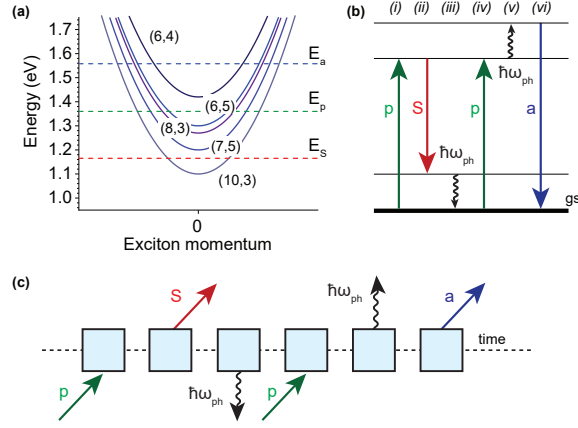 (a)
1.7
1.6
1.5
1.4
1.3
1.2
1.1
1.0
Energy (eV)
(6,4)
(6,5)
(8,3)
(7,5)
(10,3)
Eₐ
Eₚ
E_S
0
Exciton momentum
(b)
(i) (ii) (iii) (iv) (v) (vi)
ħω_ph
p S p a
ħω_ph
gs
(c)
S ħω_ph a
time
p ħω_ph p